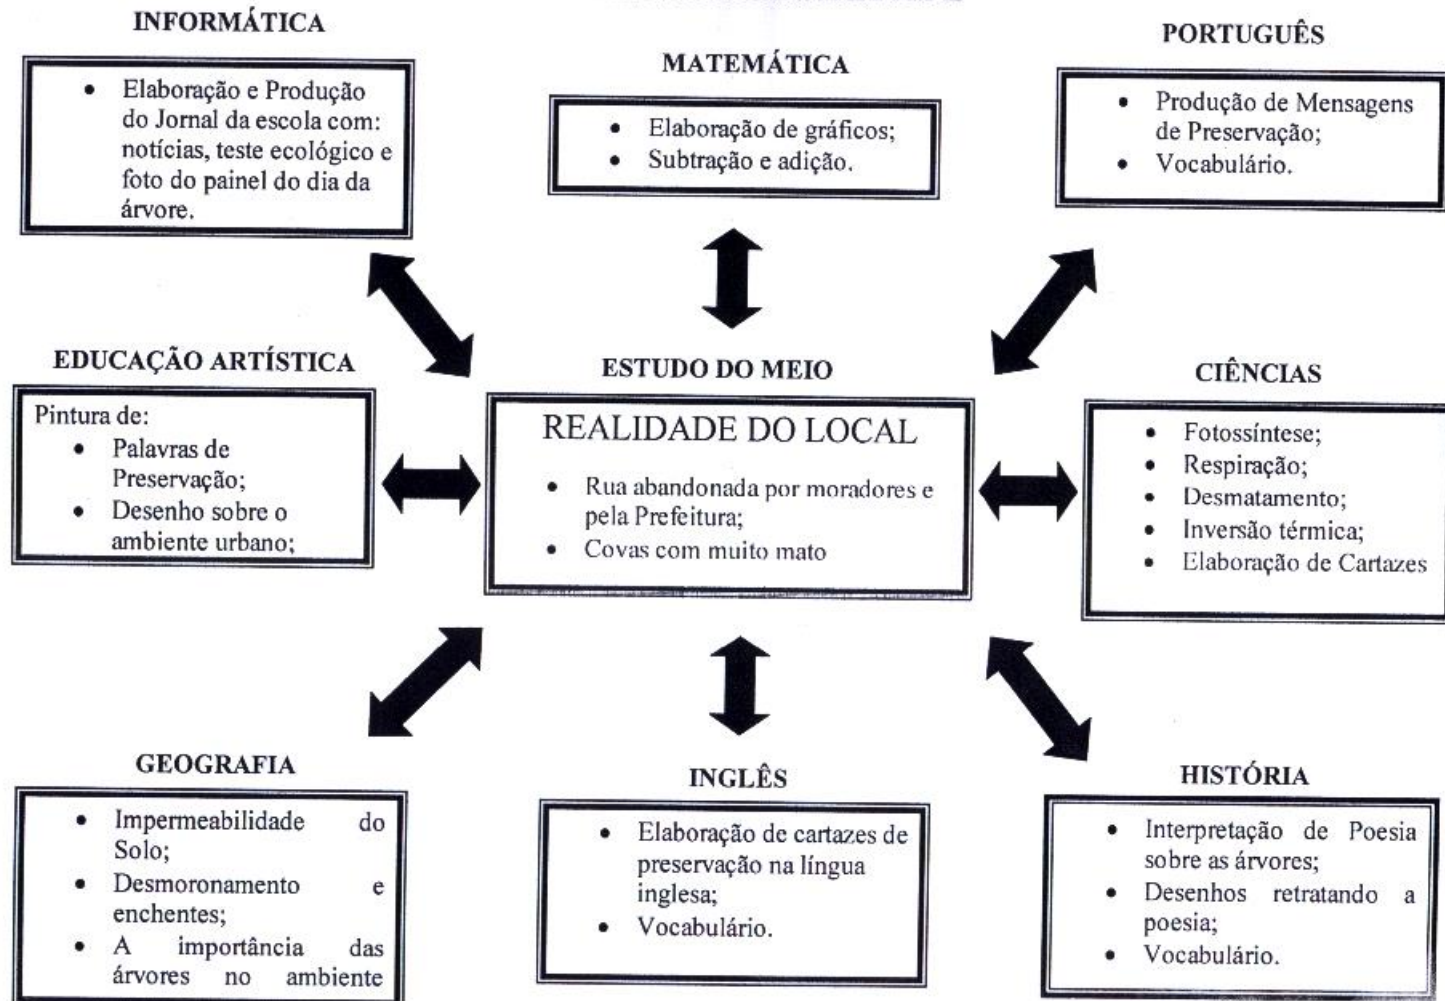 INFORMÁTICA
• Elaboração e Produção
do Jornal da escola com:
notícias, teste ecológico e
foto do painel do dia da
árvore.
MATEMÁTICA
• Elaboração de gráficos;
• Subtração e adição.
PORTUGUÊS
• Produção de Mensagens
de Preservação;
• Vocabulário.
EDUCAÇÃO ARTÍSTICA
Pintura de:
• Palavras de
Preservação;
• Desenho sobre o
ambiente urbano;
ESTUDO DO MEIO
REALIDADE DO LOCAL
• Rua abandonada por moradores e
pela Prefeitura;
• Covas com muito mato
CIÊNCIAS
• Fotossíntese;
• Respiração;
• Desmatamento;
• Inversão térmica;
• Elaboração de Cartazes
GEOGRAFIA
• Impermeabilidade do
Solo;
• Desmoronamento e
enchentes;
• A importância das
árvores no ambiente
INGLÊS
• Elaboração de cartazes de
preservação na língua
inglesa;
• Vocabulário.
HISTÓRIA
• Interpretação de Poesia
sobre as árvores;
• Desenhos retratando a
poesia;
• Vocabulário.